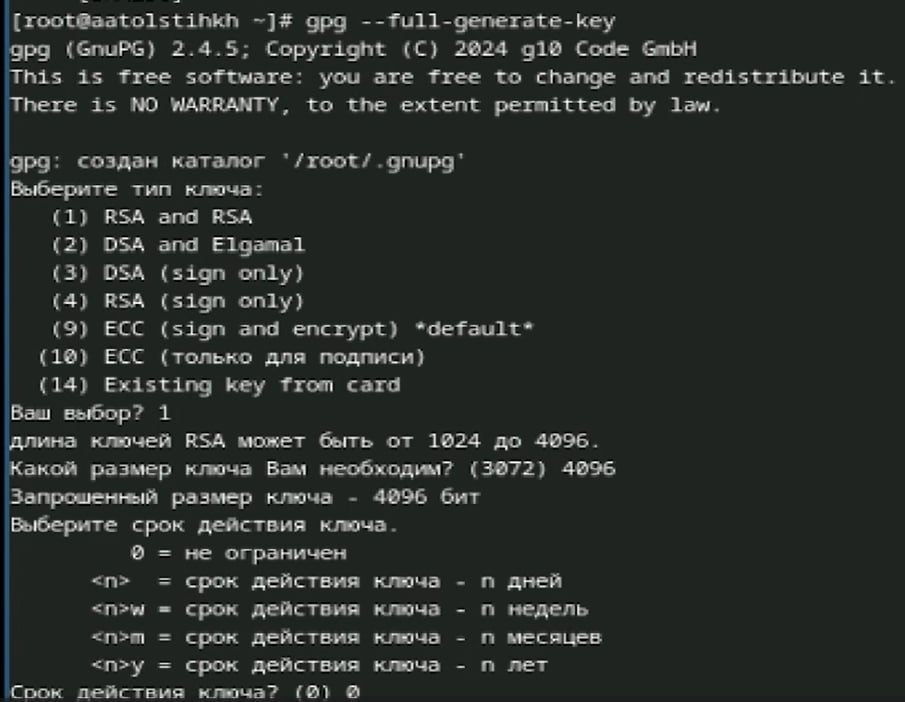 [root@aatolstihkh ~]# gpg --full-generate-key
gpg (GnuPG) 2.4.5; Copyright (C) 2024 g10 Code GmbH
This is free software: you are free to change and redistribute it.
There is NO WARRANTY, to the extent permitted by law.

gpg: создан каталог '/root/.gnupg'
Выберите тип ключа:
   (1) RSA and RSA
   (2) DSA and Elgamal
   (3) DSA (sign only)
   (4) RSA (sign only)
   (9) ECC (sign and encrypt) *default*
  (10) ECC (только для подписи)
  (14) Existing key from card
Ваш выбор? 1
длина ключей RSA может быть от 1024 до 4096.
Какой размер ключа Вам необходим? (3072) 4096
Запрошенный размер ключа - 4096 бит
Выберите срок действия ключа.
         0 = не ограничен
      <n>  = срок действия ключа - n дней
      <n>w = срок действия ключа - n недель
      <n>m = срок действия ключа - n месяцев
      <n>y = срок действия ключа - n лет
Срок действия ключа? (0) 0